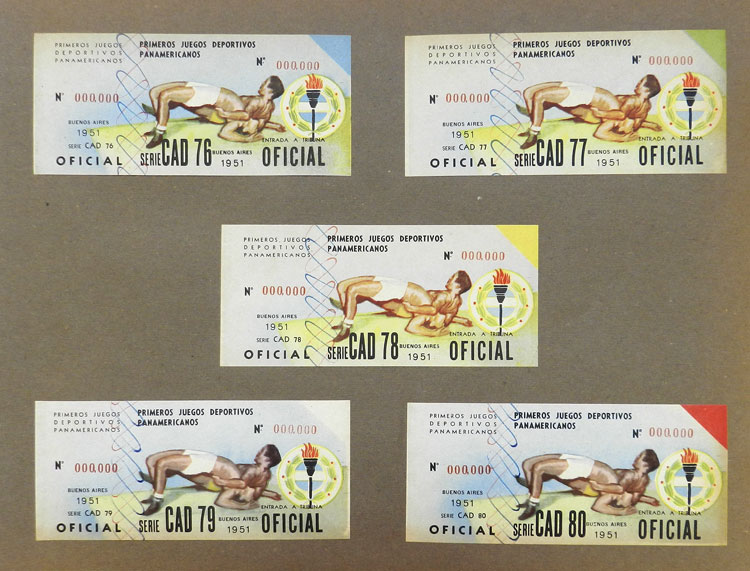 PRIMEROS JUEGOS
DEPORTIVOS
PANAMERICANOS
Nº 000.000
BUENOS AIRES
1951
SERIE CAD 76
OFICIAL
PRIMEROS JUEGOS DEPORTIVOS
PANAMERICANOS
Nº 000.000
ENTRADA A TRIBUNA
SERIE CAD 76 BUENOS AIRES 1951 OFICIAL
PRIMEROS JUEGOS
DEPORTIVOS
PANAMERICANOS
Nº 000.000
BUENOS AIRES
1951
SERIE CAD 77
OFICIAL
PRIMEROS JUEGOS DEPORTIVOS
PANAMERICANOS
Nº 000.000
ENTRADA A TRIBUNA
SERIE CAD 77 BUENOS AIRES 1951 OFICIAL
PRIMEROS JUEGOS
DEPORTIVOS
PANAMERICANOS
Nº 000.000
BUENOS AIRES
1951
SERIE CAD 78
OFICIAL
PRIMEROS JUEGOS DEPORTIVOS
PANAMERICANOS
Nº 000.000
ENTRADA A TRIBUNA
SERIE CAD 78 BUENOS AIRES 1951 OFICIAL
PRIMEROS JUEGOS
DEPORTIVOS
PANAMERICANOS
Nº 000.000
BUENOS AIRES
1951
SERIE CAD 79
OFICIAL
PRIMEROS JUEGOS DEPORTIVOS
PANAMERICANOS
Nº 000.000
ENTRADA A TRIBUNA
SERIE CAD 79 BUENOS AIRES 1951 OFICIAL
PRIMEROS JUEGOS
DEPORTIVOS
PANAMERICANOS
Nº 000.000
BUENOS AIRES
1951
SERIE CAD 80
OFICIAL
PRIMEROS JUEGOS DEPORTIVOS
PANAMERICANOS
Nº 000.000
ENTRADA A TRIBUNA
SERIE CAD 80 BUENOS AIRES 1951 OFICIAL